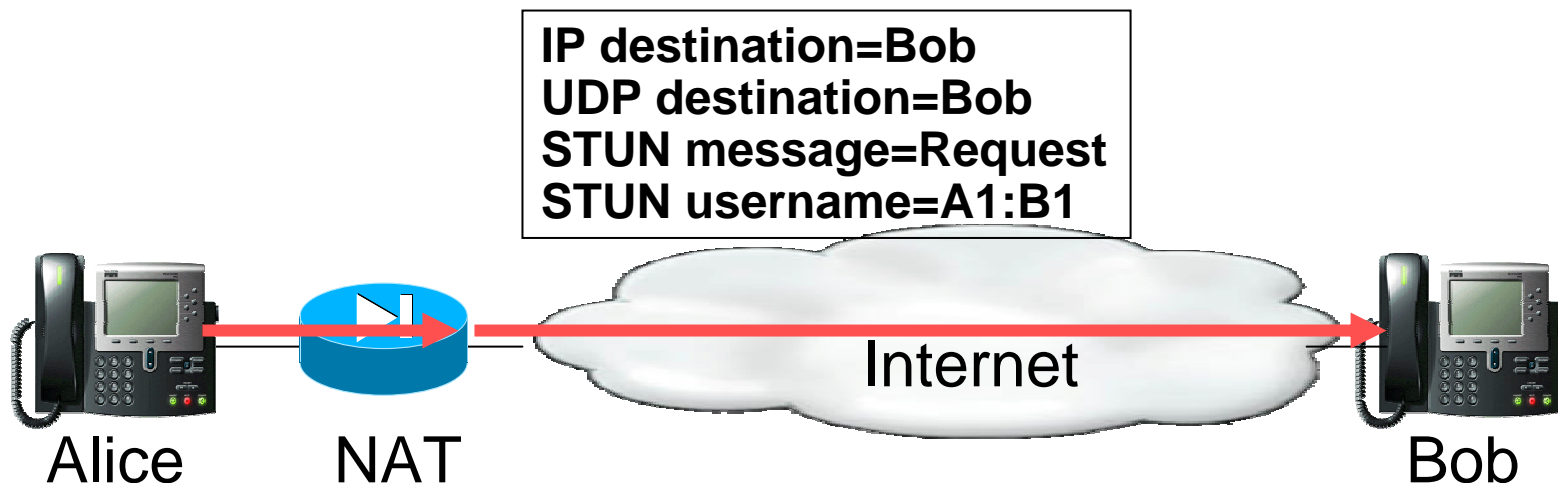 IP destination=Bob
UDP destination=Bob
STUN message=Request
STUN username=A1:B1
Internet
Alice
NAT
Bob